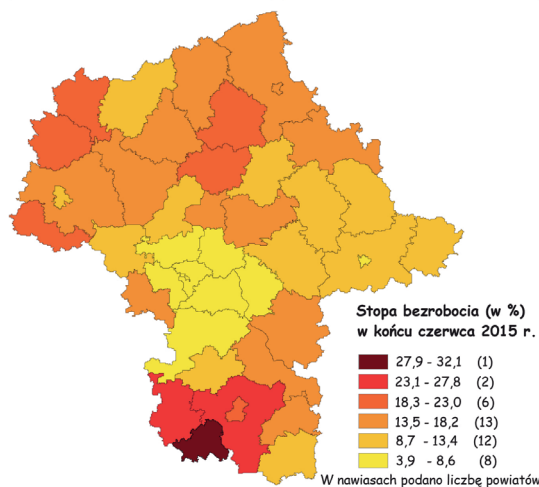 Stopa bezrobocia (w %)
w końcu czerwca 2015 r.
27,9 - 32,1 (1)
23,1 - 27,8 (2)
18,3 - 23,0 (6)
13,5 - 18,2 (13)
8,7 - 13,4 (12)
3,9 - 8,6 (8)
W nawiasach podano liczbę powiatów